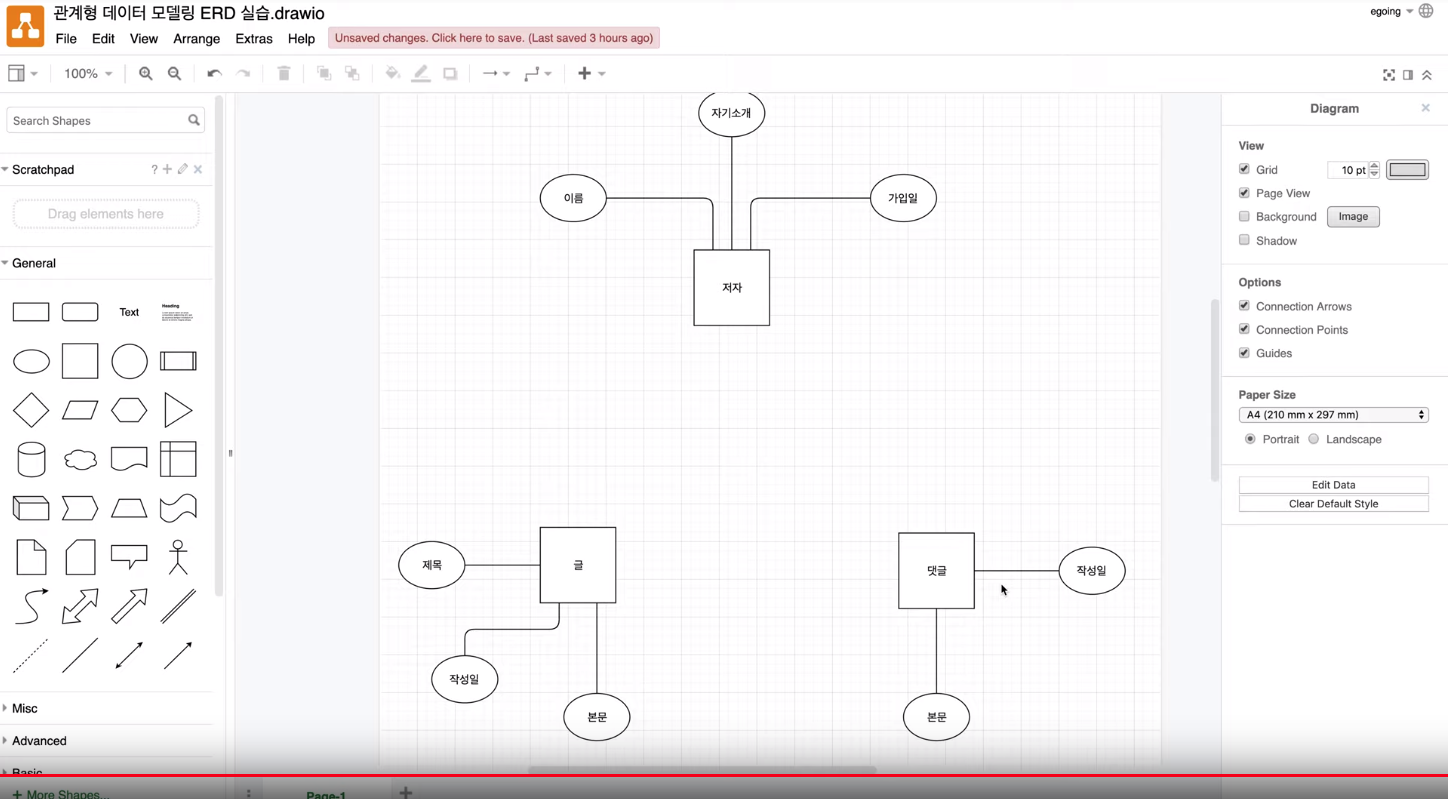 관계형 데이터 모델링 ERD 실습.drawio
egoing
File Edit View Arrange Extras Help Unsaved changes. Click here to save. (Last saved 3 hours ago)
100%
Search Shapes
Scratchpad
?
Drag elements here
General
Text
Heading
Misc
Advanced
Basic
+ More Shapes...
자기소개
이름
가입일
저자
제목
글
작성일
본문
댓글
작성일
본문
Page-1
Diagram
View
Grid 10 pt
Page View
Background Image
Shadow
Options
Connection Arrows
Connection Points
Guides
Paper Size
A4 (210 mm x 297 mm)
Portrait Landscape
Edit Data
Clear Default Style